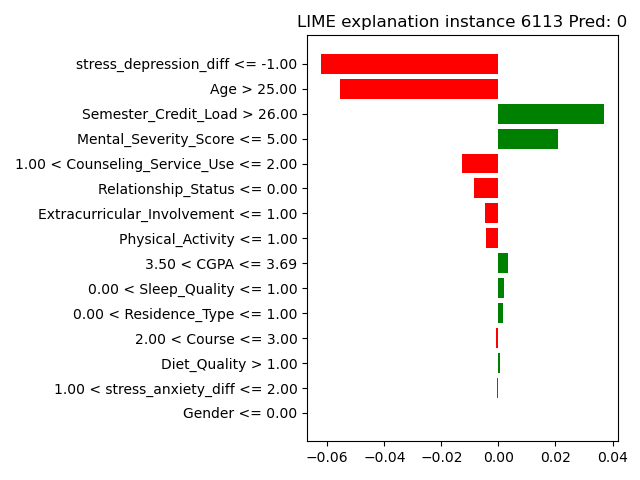 LIME explanation instance 6113 Pred: 0
stress_depression_diff <= -1.00
Age > 25.00
Semester_Credit_Load > 26.00
Mental_Severity_Score <= 5.00
1.00 < Counseling_Service_Use <= 2.00
Relationship_Status <= 0.00
Extracurricular_Involvement <= 1.00
Physical_Activity <= 1.00
3.50 < CGPA <= 3.69
0.00 < Sleep_Quality <= 1.00
0.00 < Residence_Type <= 1.00
2.00 < Course <= 3.00
Diet_Quality > 1.00
1.00 < stress_anxiety_diff <= 2.00
Gender <= 0.00
−0.06 −0.04 −0.02 0.00 0.02 0.04